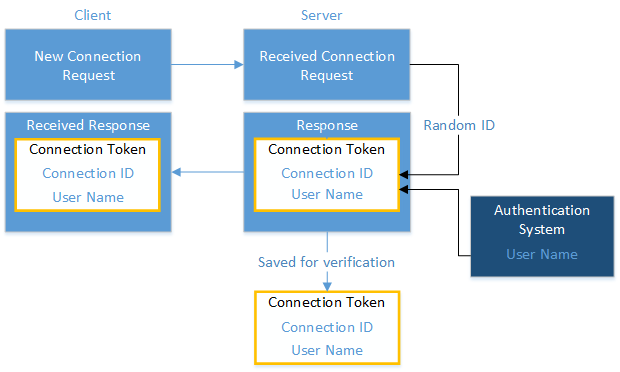 Client
Server
New Connection
Request
Received Connection
Request
Random ID
Received Response
Connection Token
Connection ID
User Name
Response
Connection Token
Connection ID
User Name
Authentication
System
User Name
Saved for verification
Connection Token
Connection ID
User Name